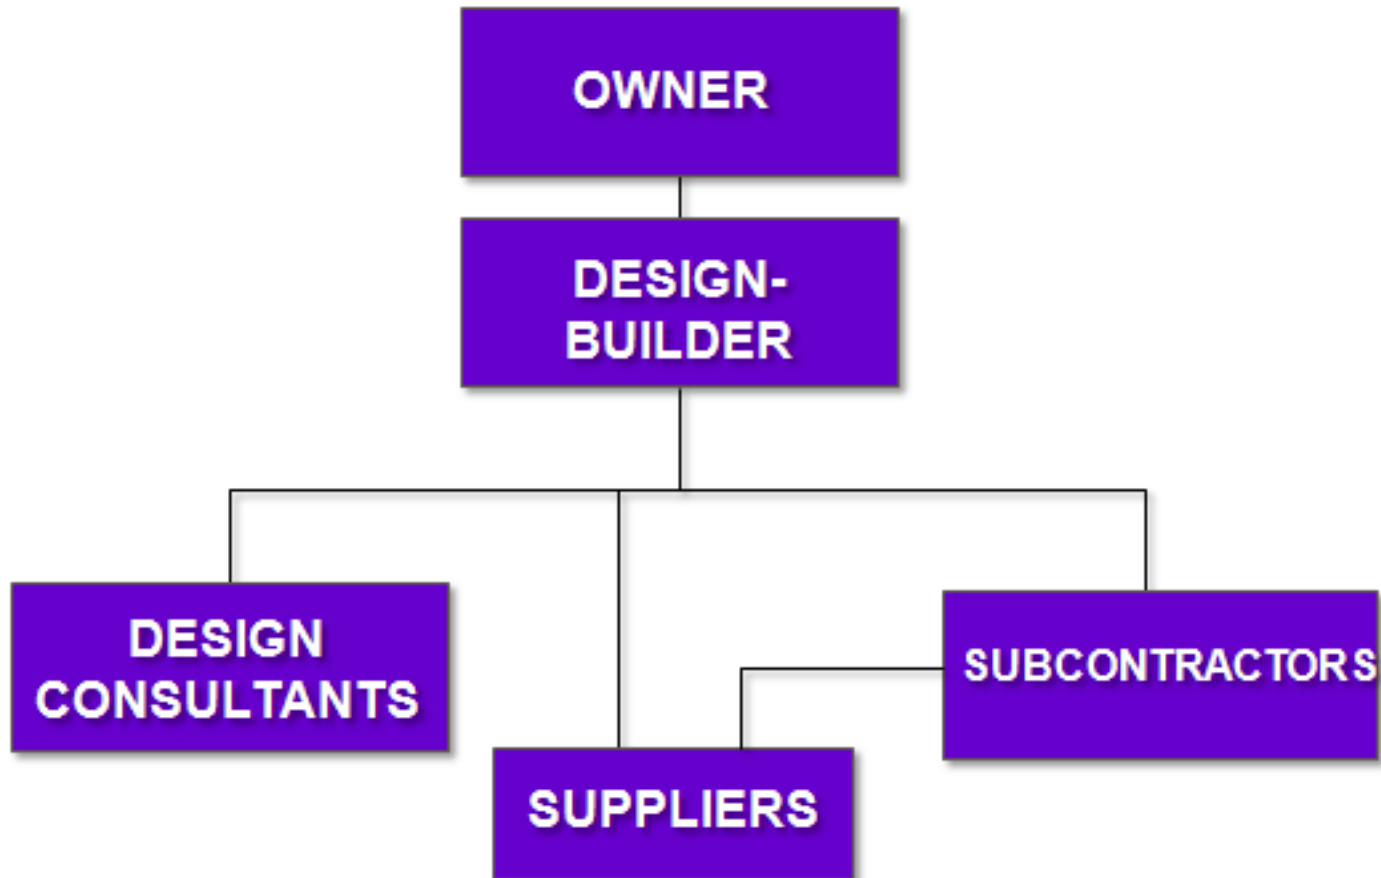 OWNER
DESIGN-
BUILDER
DESIGN
CONSULTANTS
SUBCONTRACTORS
SUPPLIERS